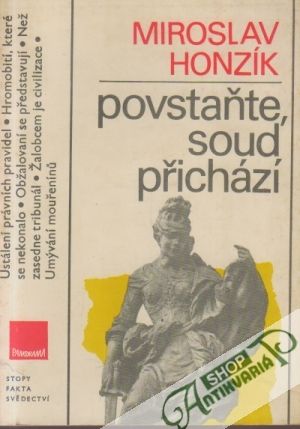 MIROSLAV
HONZÍK
povstaňte,
soud
přichází
Ustálení právních pravidel • Hromobití, které
se nekonalo • Obžalovaní se představují • Než
zasedne tribunál • Žalobcem je civilizace •
Umývání mouřenínů
PANORAMA
STOPY
FAKTA
SVĚDECTVÍ
SHOP
ANTIKVARIÁT